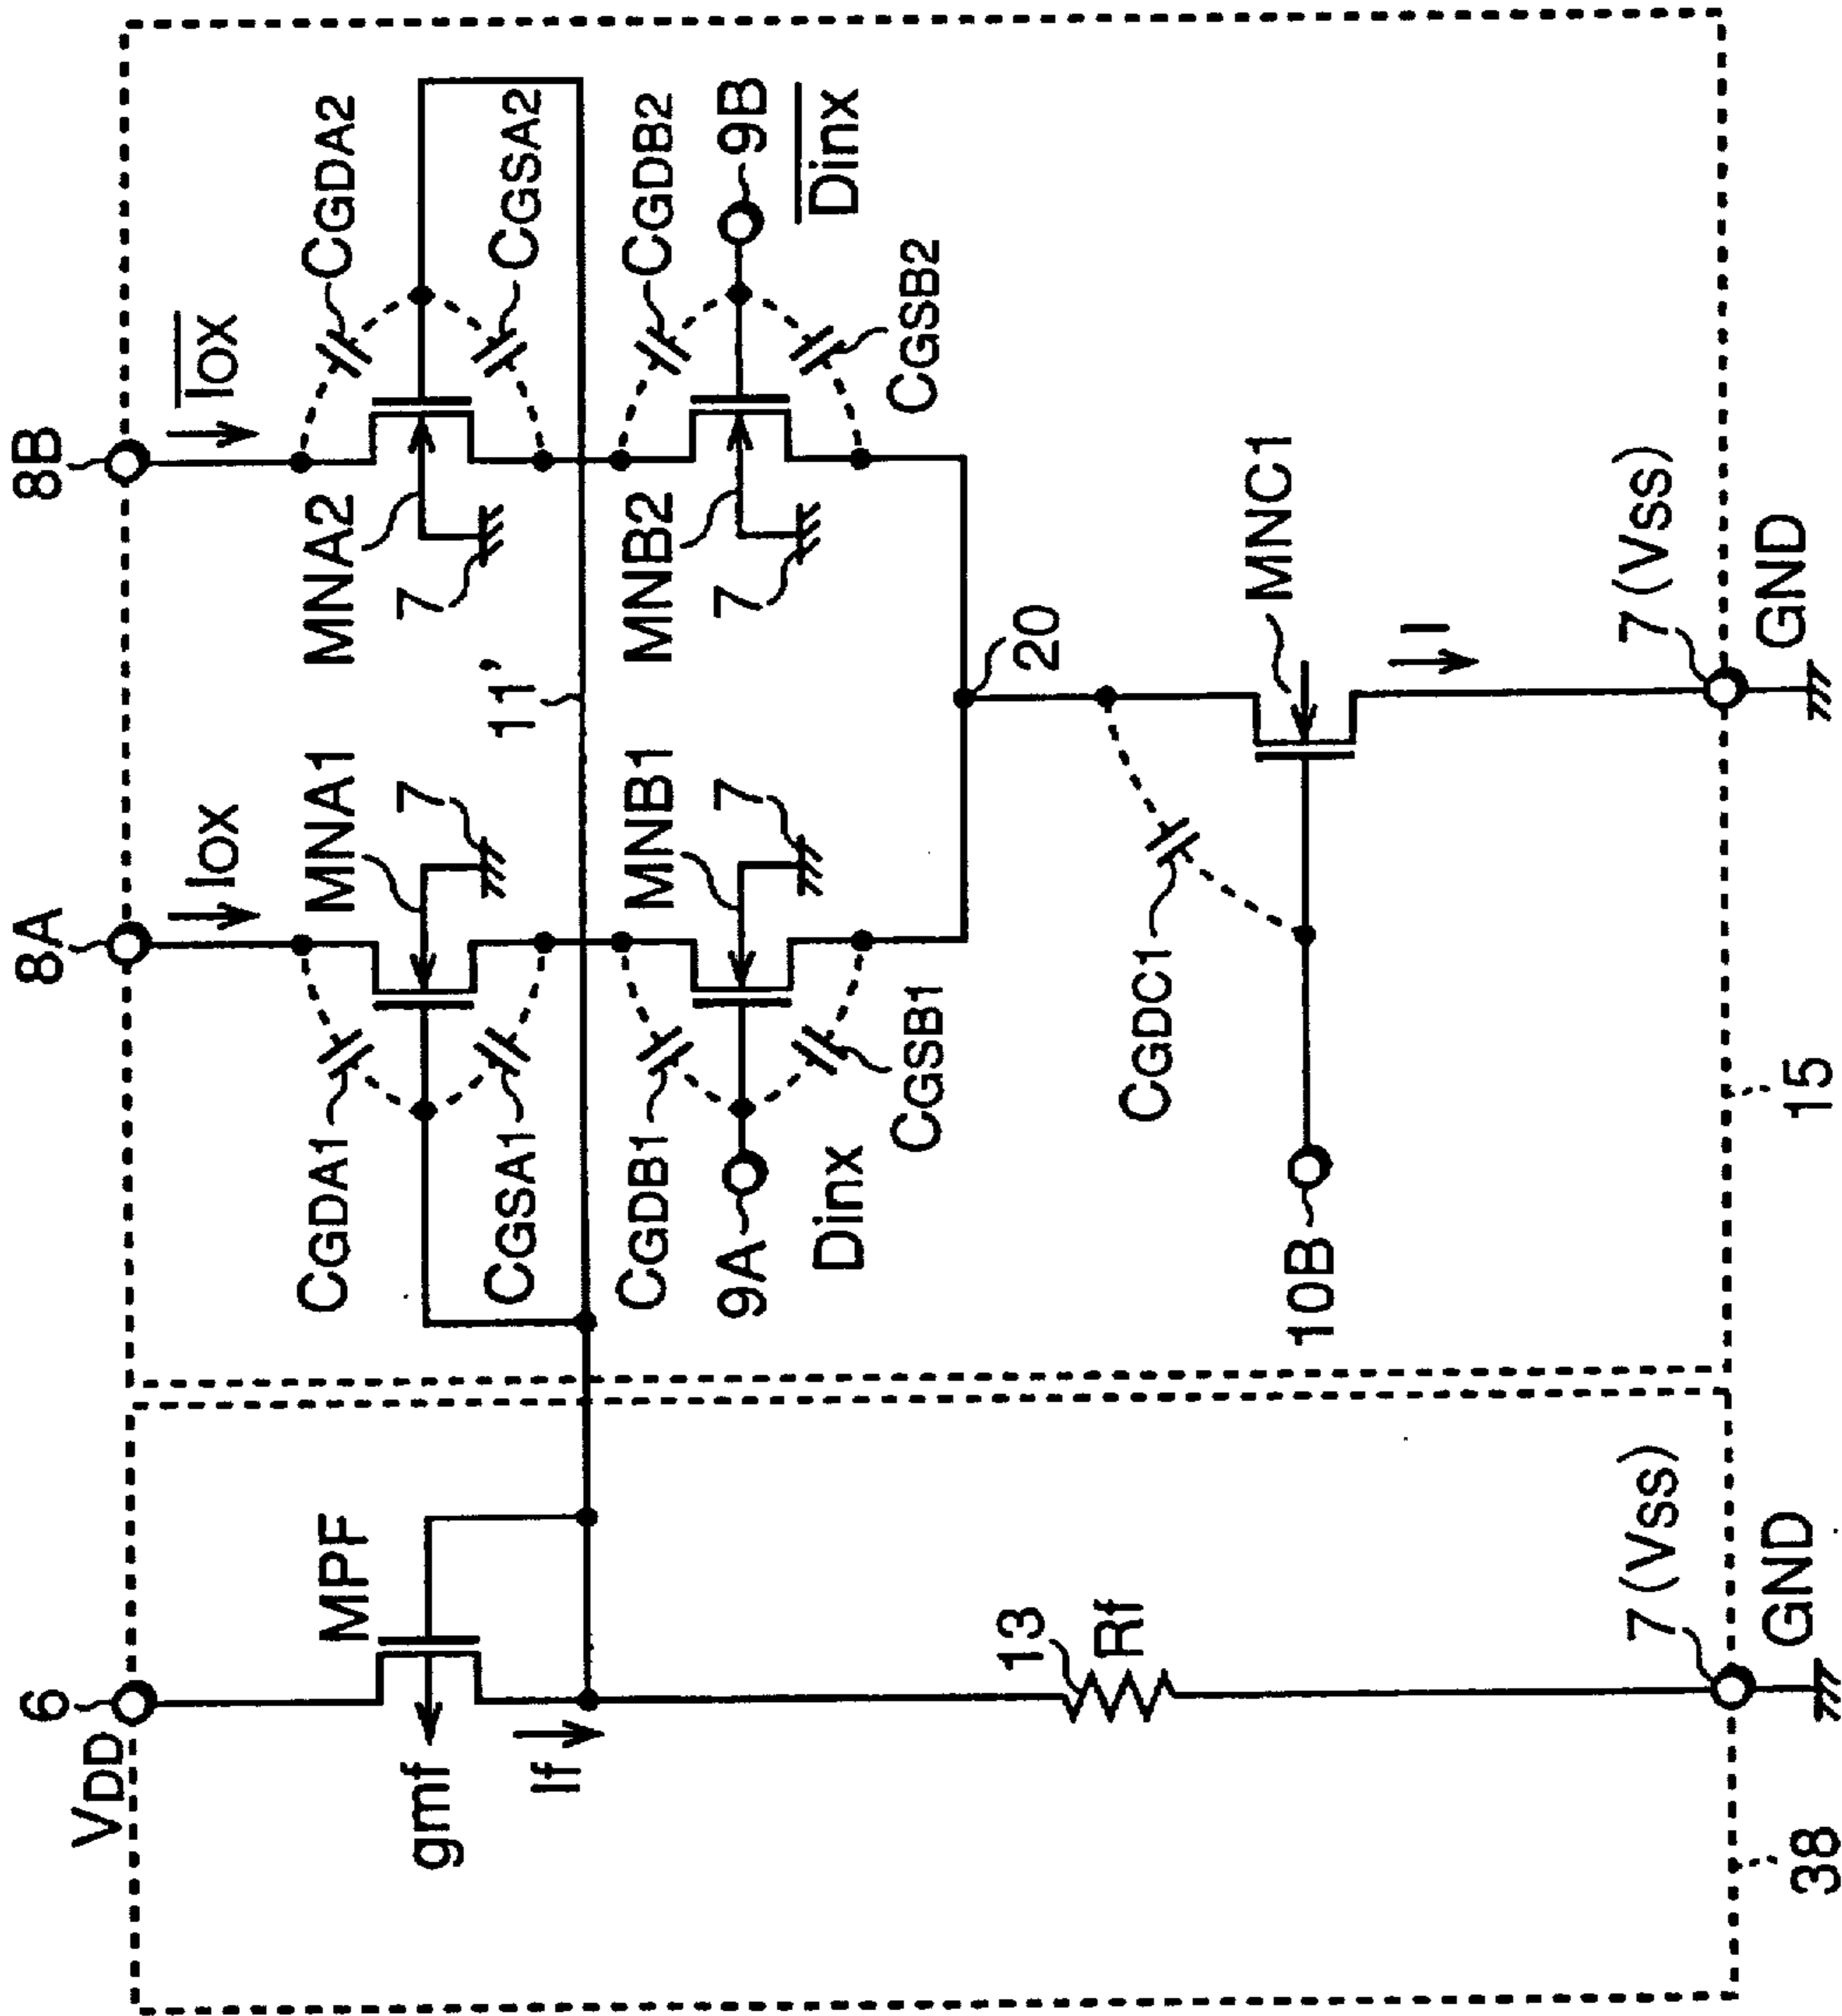 VDD
6
8A
8B
MPF
gmf
If
Iox
I̅o̅x̅
MNA1
MNA2
CGDA1
CGDA2
CGSA1
CGSA2
7
7
11'
MNB1
MNB2
CGDB1
CGDB2
9A
9B
Dinx
D̅i̅n̅x̅
CGSB1
CGSB2
7
7
20
13
Rf
CGDC1
MNC1
10B
I
7 (VSS)
GND
7 (VSS)
GND
38
15